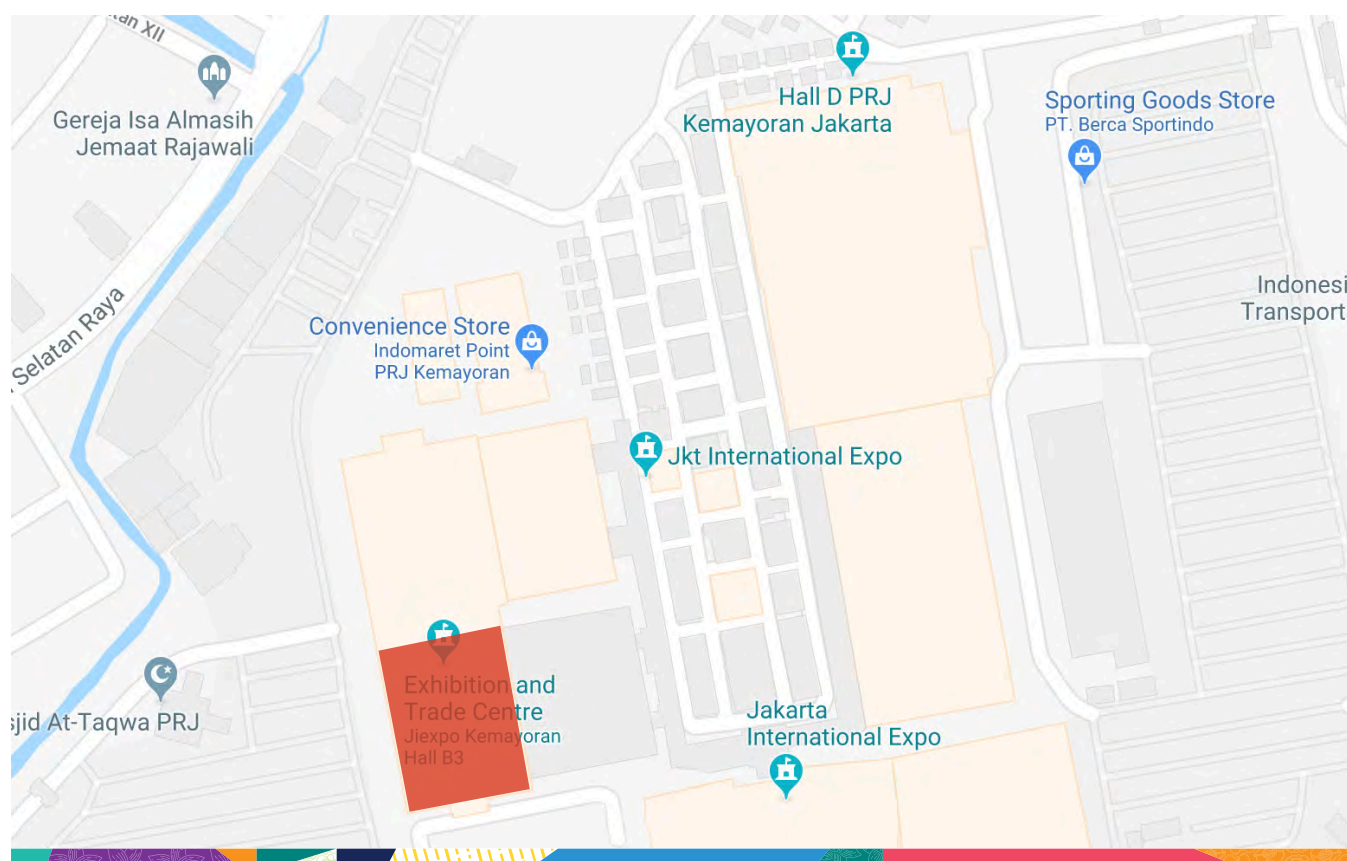 an XII
Gereja Isa Almasih
Jemaat Rajawali
Hall D PRJ
Kemayoran Jakarta
Sporting Goods Store
PT. Berca Sportindo
Selatan Raya
Convenience Store
Indomaret Point
PRJ Kemayoran
Indonesi
Transport
Jkt International Expo
Exhibition and
Trade Centre
Jiexpo Kemayoran
Hall B3
sjid At-Taqwa PRJ
Jakarta
International Expo